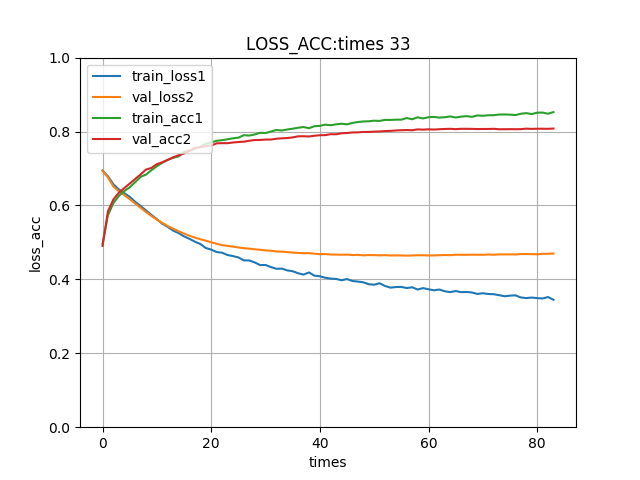 LOSS_ACC:times 33
train_loss1
val_loss2
train_acc1
val_acc2
1.0
0.8
0.6
0.4
0.2
0.0
loss_acc
0 20 40 60 80
times